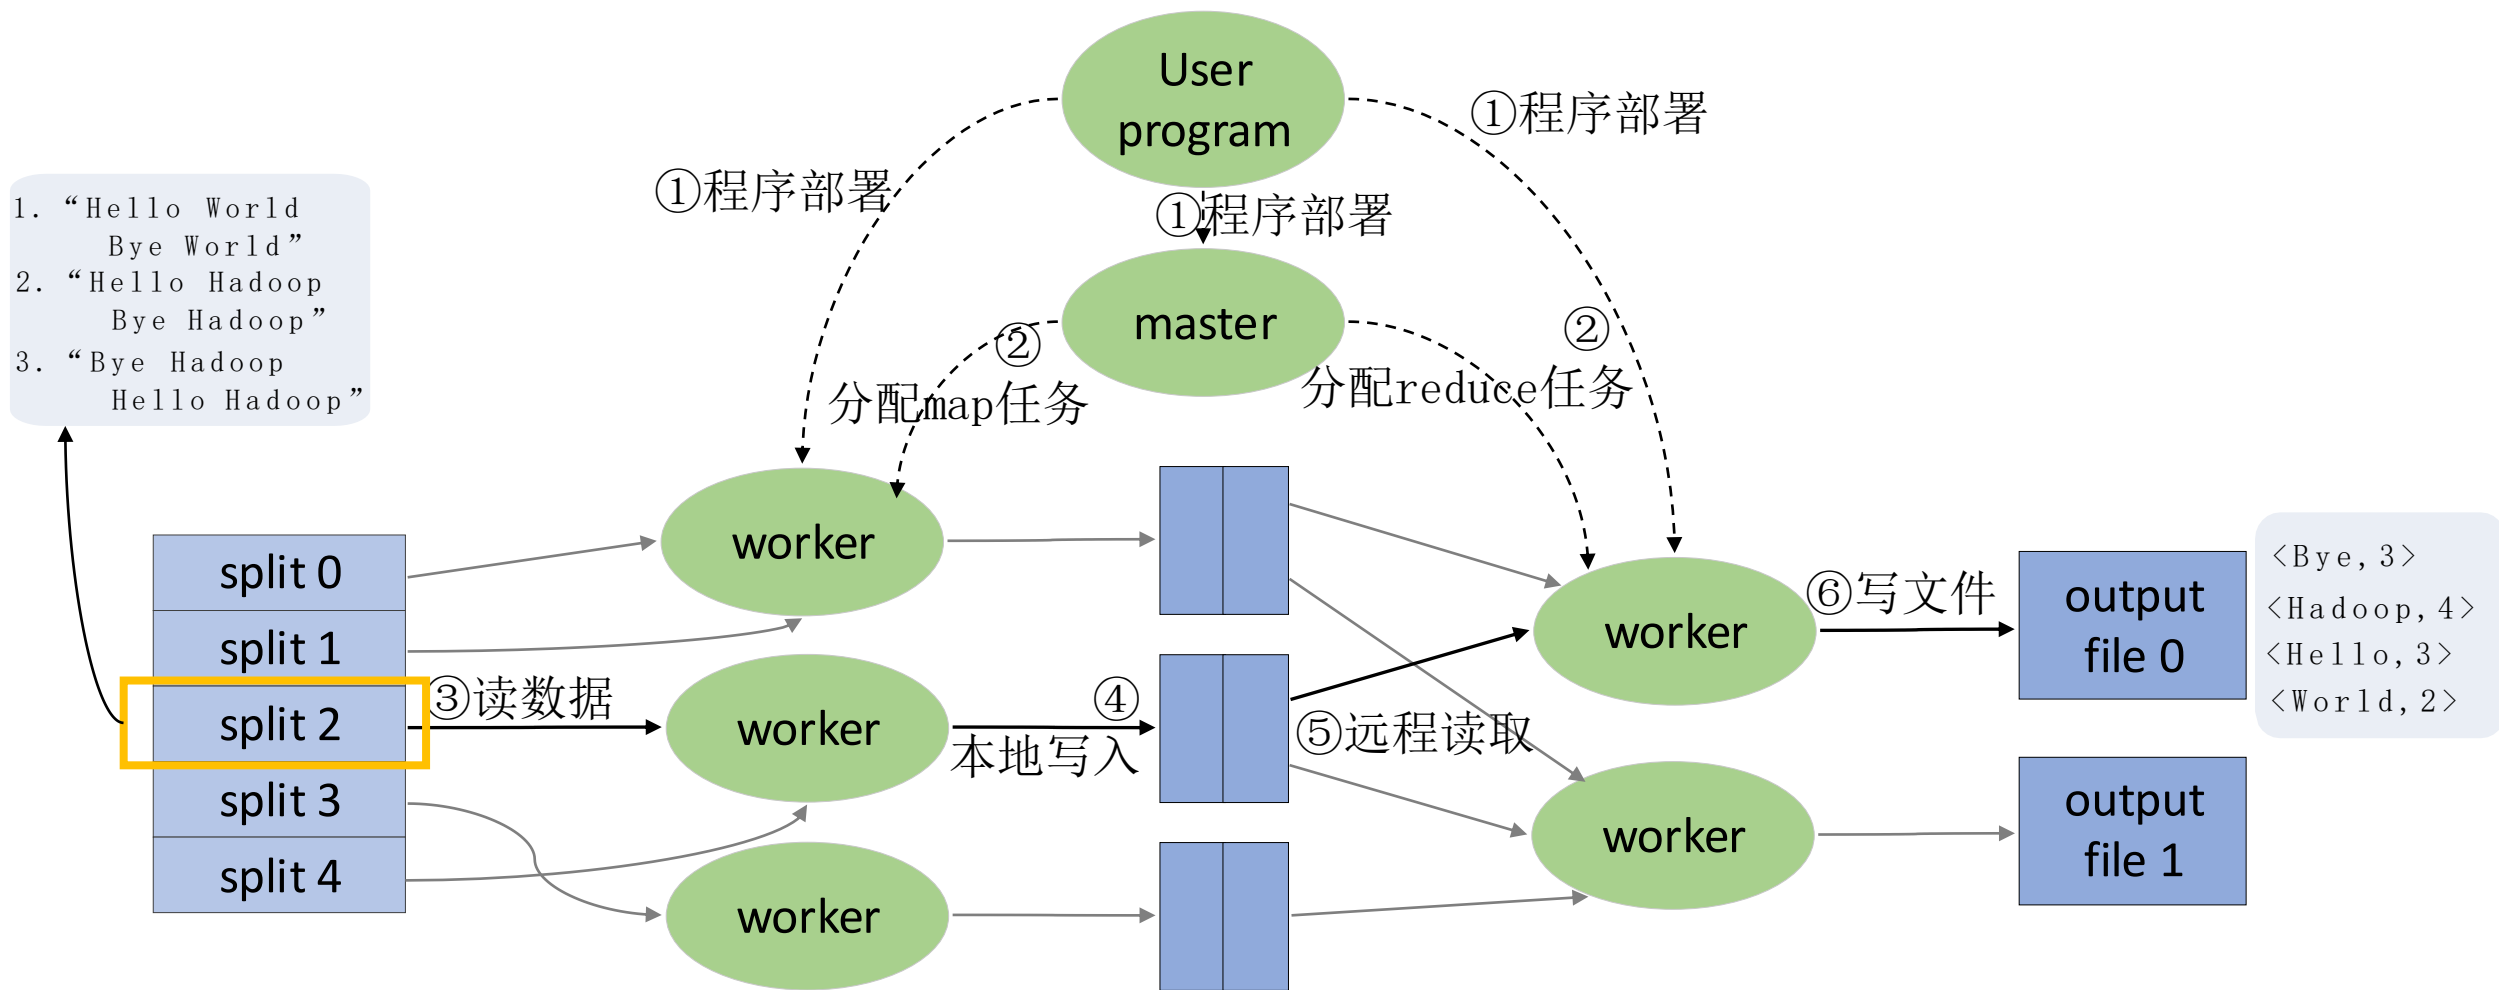 User
program
①程序部署
①程序部署
①程序部署
1. “Hello World
Bye World”
2. “Hello Hadoop
Bye Hadoop”
3. “Bye Hadoop
Hello Hadoop”
master
②
分配map任务
②
分配reduce任务
split 0
split 1
split 2
split 3
split 4
③读数据
worker
worker
worker
④
本地写入
⑤远程读取
worker
worker
⑥写文件
output
file 0
output
file 1
<Bye,3>
<Hadoop,4>
<Hello,3>
<World,2>